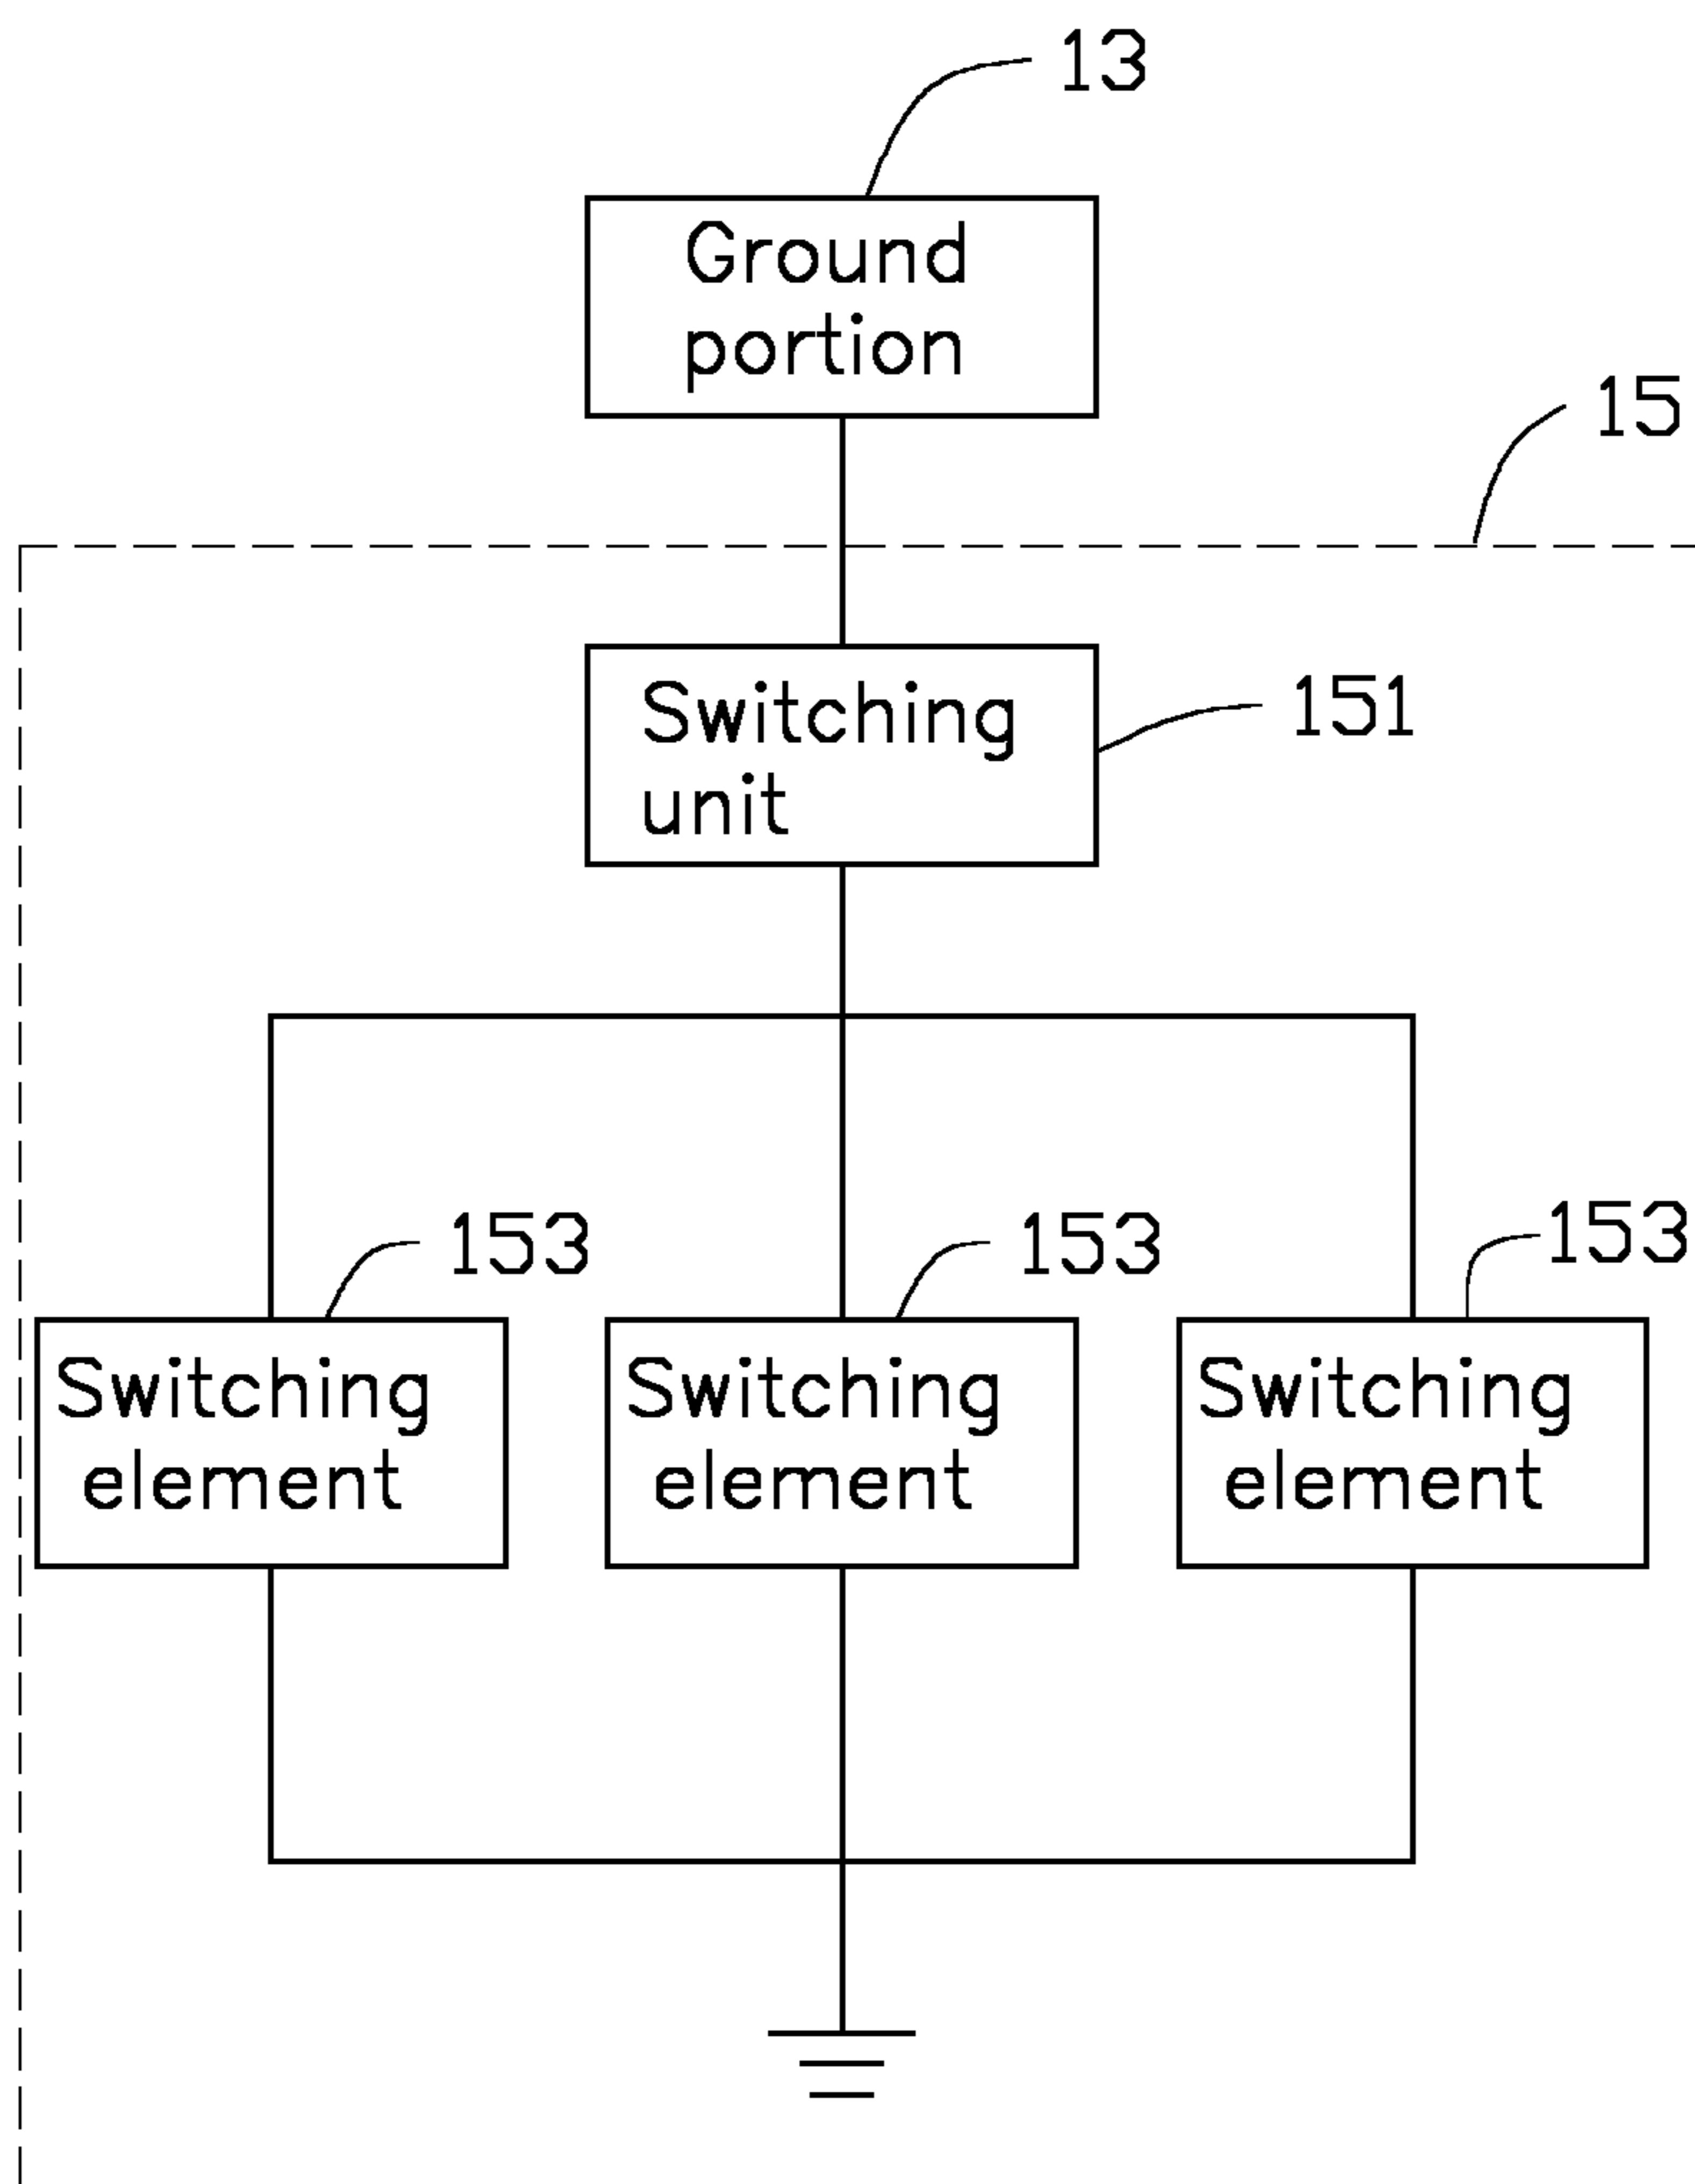 13
Ground
portion
15
Switching
unit
151
153
153
153
Switching
element
Switching
element
Switching
element